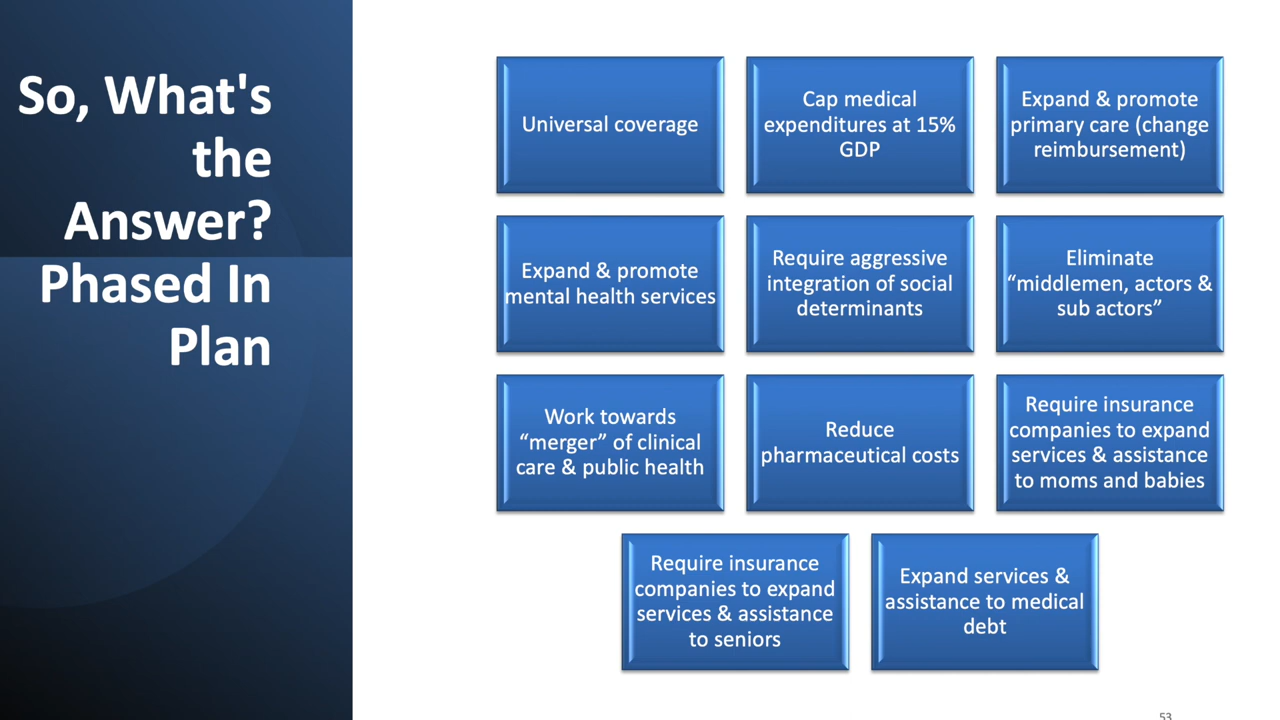 So, What's
the
Answer?
Phased In
Plan
Universal coverage
Cap medical
expenditures at 15%
GDP
Expand & promote
primary care (change
reimbursement)
Expand & promote
mental health services
Require aggressive
integration of social
determinants
Eliminate
“middlemen, actors &
sub actors”
Work towards
“merger” of clinical
care & public health
Reduce
pharmaceutical costs
Require insurance
companies to expand
services & assistance
to moms and babies
Require insurance
companies to expand
services & assistance
to seniors
Expand services &
assistance to medical
debt
53